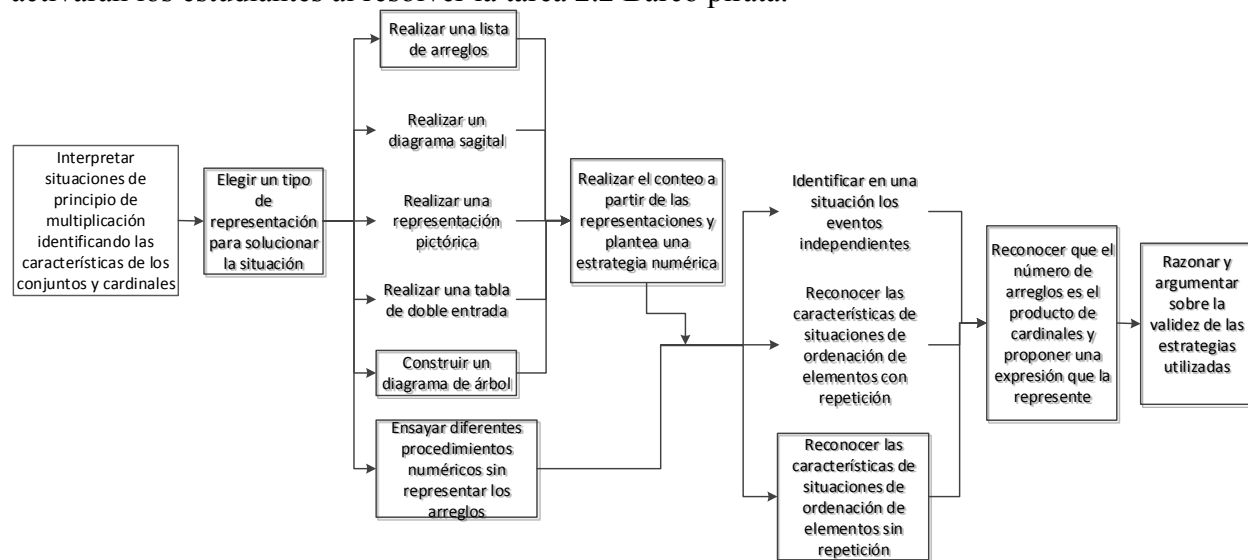 activarán los estudiantes al resolver la tarea 2.2 Barco pirata.
Interpretar
situaciones de
principio de
multiplicación
identificando las
características de los
conjuntos y cardinales
Elegir un tipo
de
representación
para solucionar
la situación
Realizar una lista
de arreglos
Realizar un
diagrama sagital
Realizar una
representación
pictórica
Realizar una tabla
de doble entrada
Construir un
diagrama de árbol
Ensayar diferentes
procedimientos
numéricos sin
representar los
arreglos
Realizar el conteo a
partir de las
representaciones y
plantea una
estrategia numérica
Identificar en una
situación los
eventos
independientes
Reconocer las
características de
situaciones de
ordenación de
elementos con
repetición
Reconocer las
características de
situaciones de
ordenación de
elementos sin
repetición
Reconocer que el
número de
arreglos es el
producto de
cardinales y
proponer una
expresión que la
represente
Razonar y
argumentar
sobre la
validez de las
estrategias
utilizadas